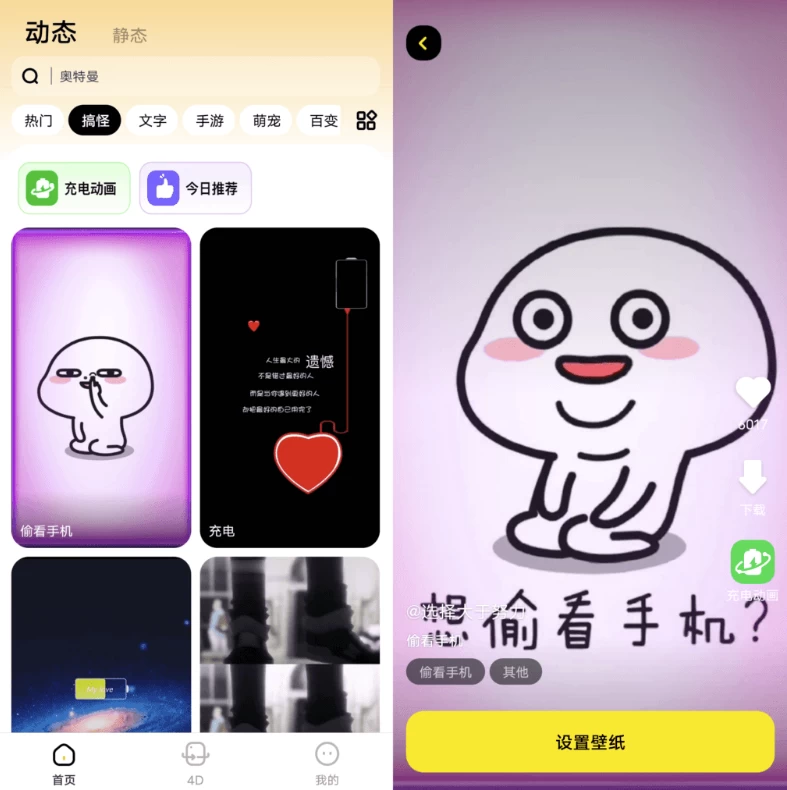 动态
静态
奥特曼
热门
搞怪
文字
手游
萌宠
百变
充电动画
今日推荐
人生最大的 遗憾
不是错过最好的人
而是当你遇到更好的人
却把最好的自己用完了
偷看手机
充电
My love
首页
4D
我的
6017
下载
充电动画
想偷看手机?
@选择大于努力
偷看手机
偷看手机
其他
设置壁纸